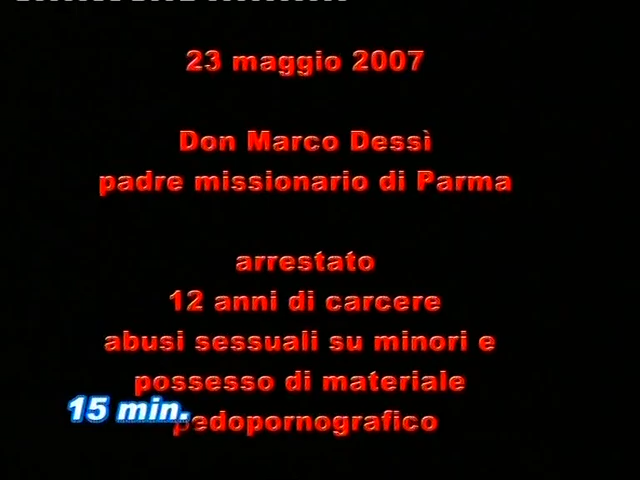 23 maggio 2007
Don Marco Dessì
padre missionario di Parma
arrestato
12 anni di carcere
abusi sessuali su minori e
possesso di materiale
15 min.
pedopornografico